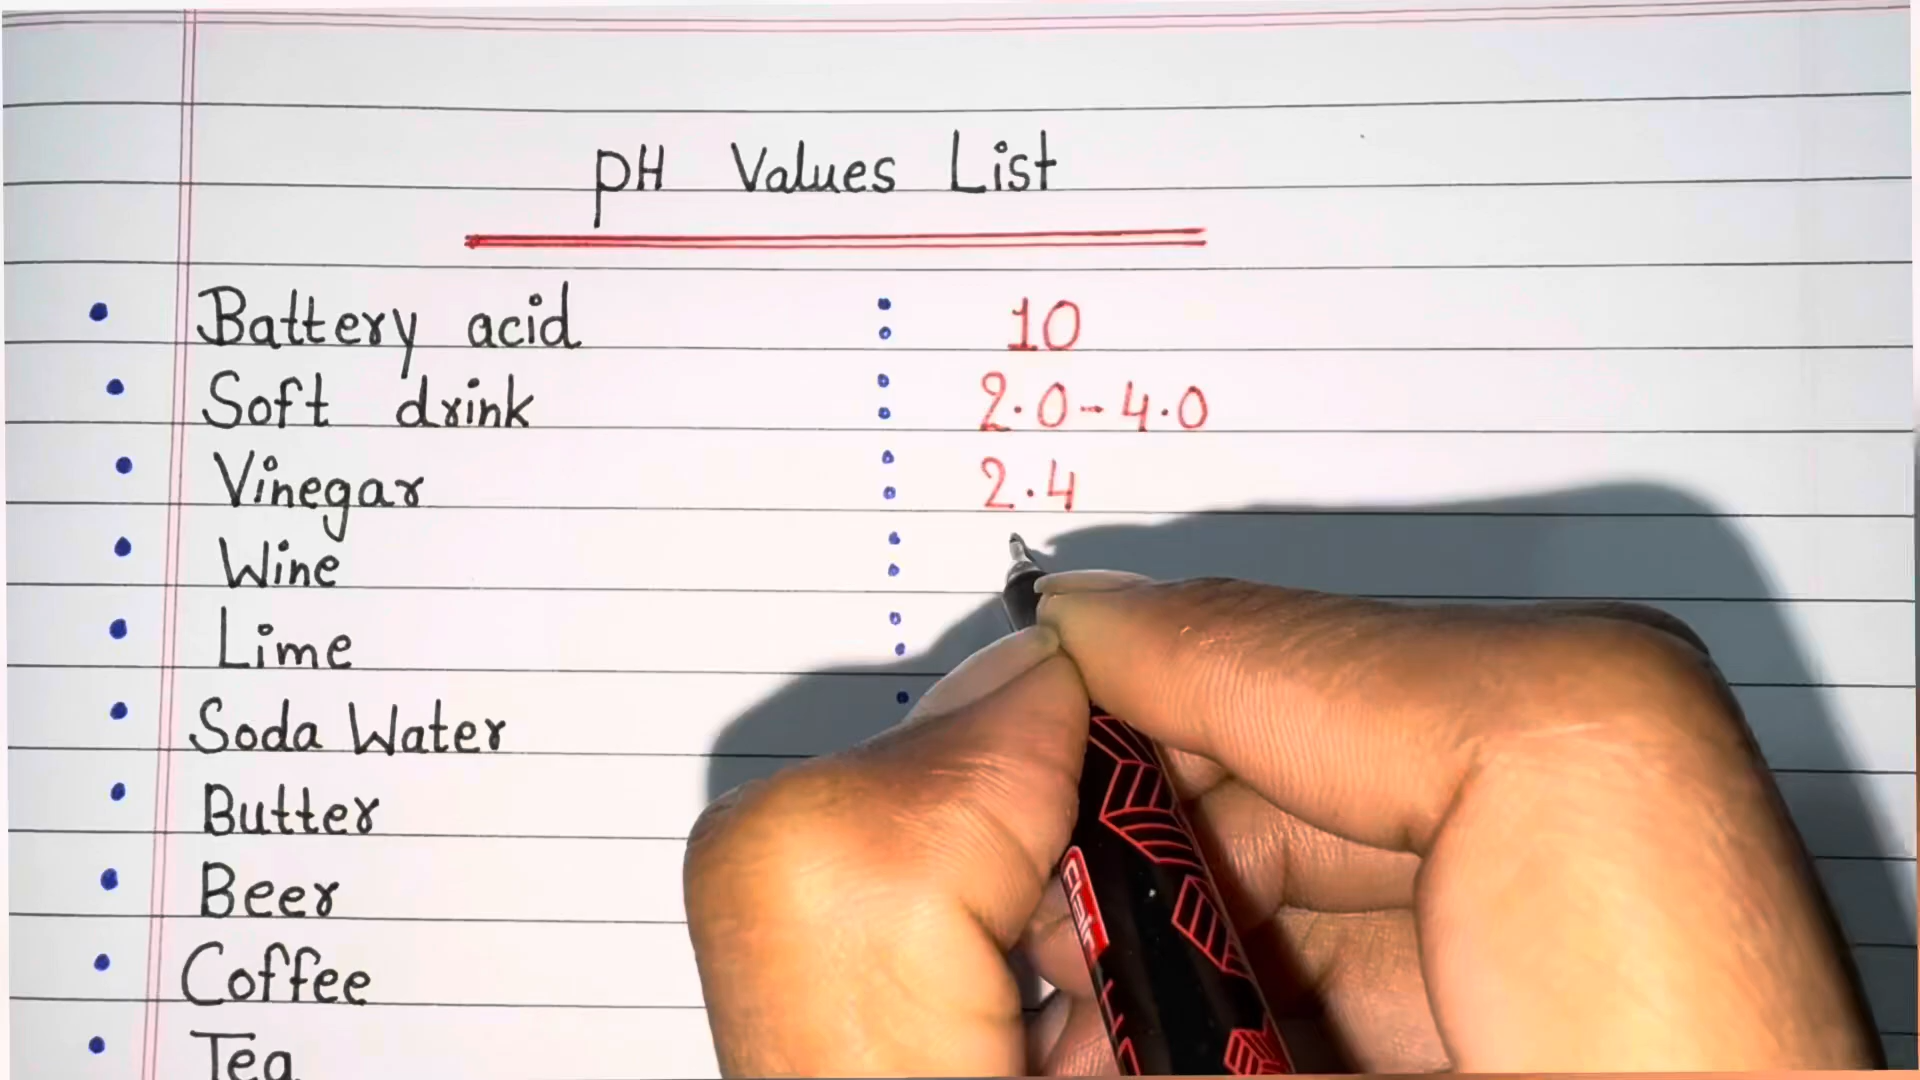 pH Values List
Battery acid : 10
Soft drink : 2.0-4.0
Vinegar : 2.4
Wine :
Lime :
Soda Water
Butter
Beer
Coffee
Tea
Flair